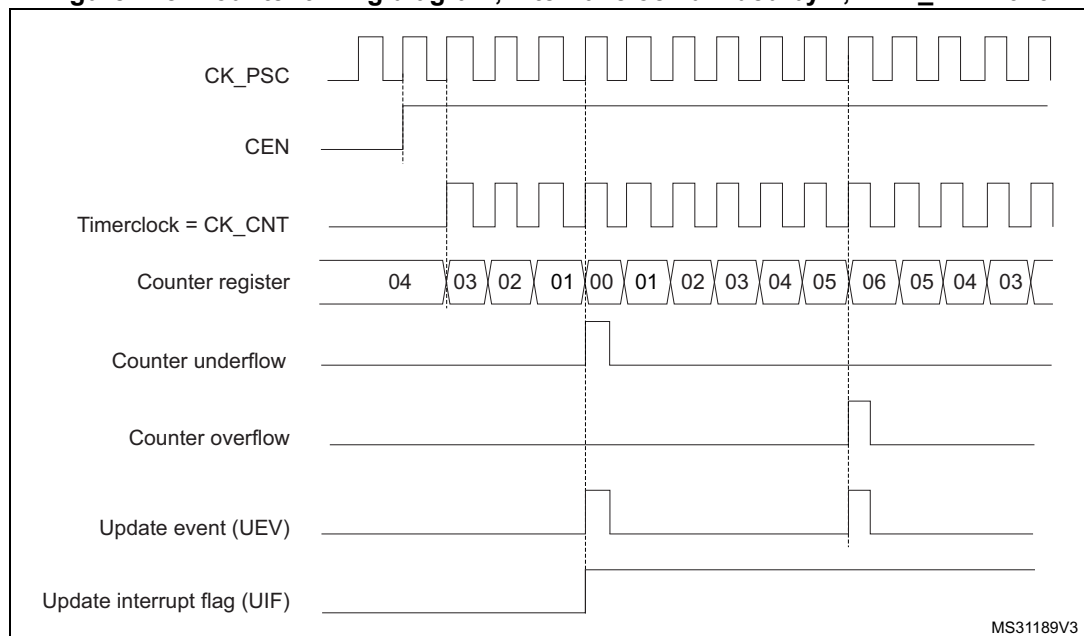 CK_PSC
CEN
Timerclock = CK_CNT
Counter register 04 03 02 01 00 01 02 03 04 05 06 05 04 03
Counter underflow
Counter overflow
Update event (UEV)
Update interrupt flag (UIF)
MS31189V3